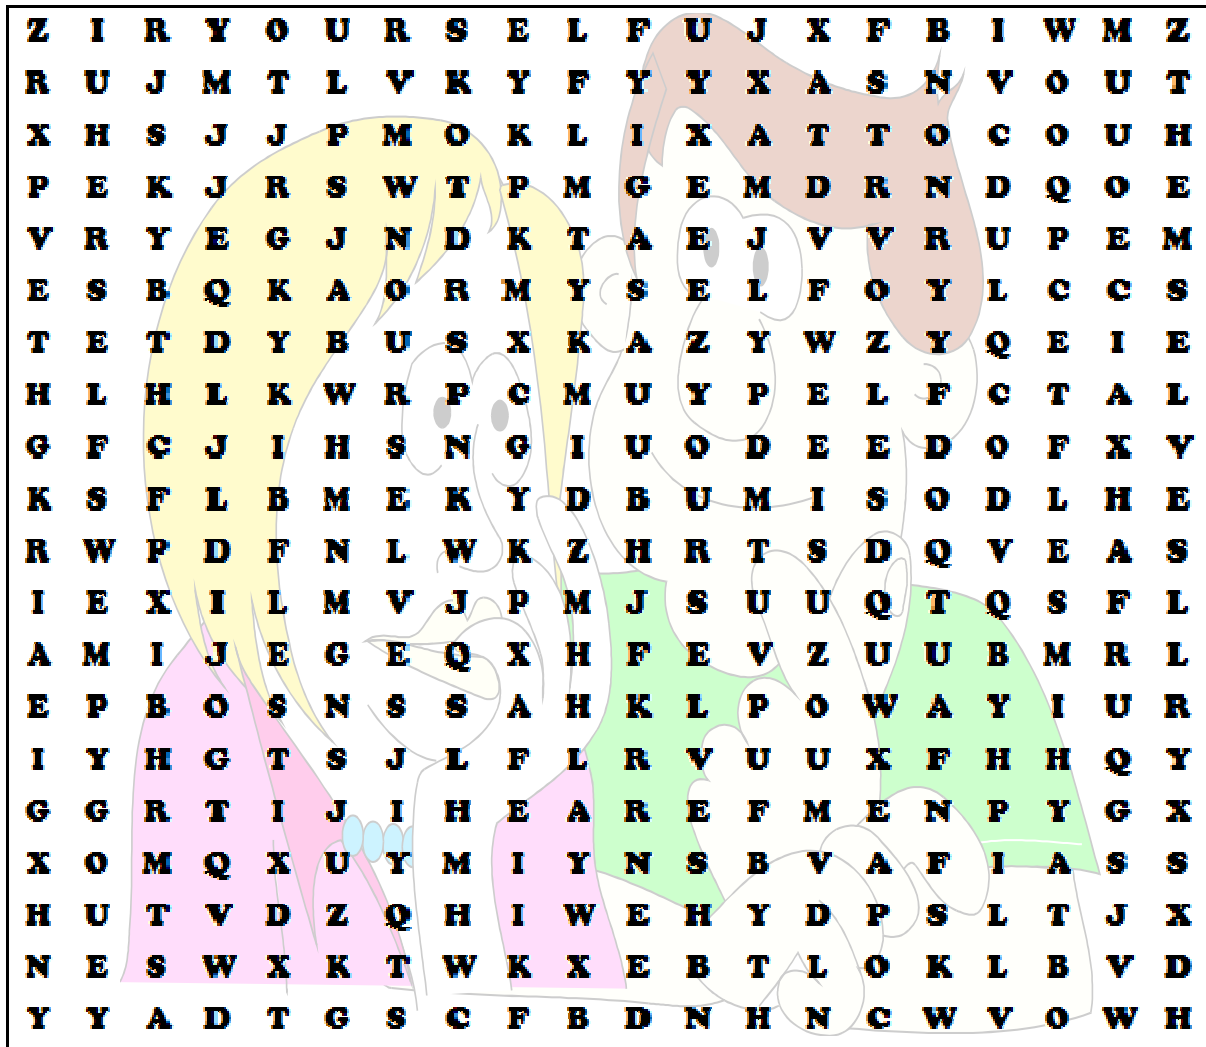 Z I R Y O U R S E L F U J X F B I W M Z
R U J M T L V K Y F Y Y X A S N V O U T
X H S J J P M O K L I X A T T O C O U H
P E K J R S W T P M G E M D R N D Q O E
V R Y E G J N D K T A E J V V R U P E M
E S B Q K A O R M Y S E L F O Y L C C S
T E T D Y B U S X K A Z Y W Z Y Q E I E
H L H L K W R P C M U Y P E L F C T A L
G F C J I H S N G I U O D E E D O F X V
K S F L B M E K Y D B U M I S O D L H E
R W P D F N L W K Z H R T S D Q V E A S
I E X I L M V J P M J S U U Q T Q S F L
A M I J E G E Q X H F E V Z U U B M R L
E P B O S N S S A H K L P O W A Y I U R
I Y H G T S J L F L R V U U X F H H Q Y
G G R T I J I H E A R E F M E N P Y G X
X O M Q X U Y M I Y N S B V A F I A S S
H U T V D Z Q H I W E H Y D P S L T J X
N E S W X K T W K X E B T L O K L B V D
Y Y A D T G S C F B D N H N C W V O W H